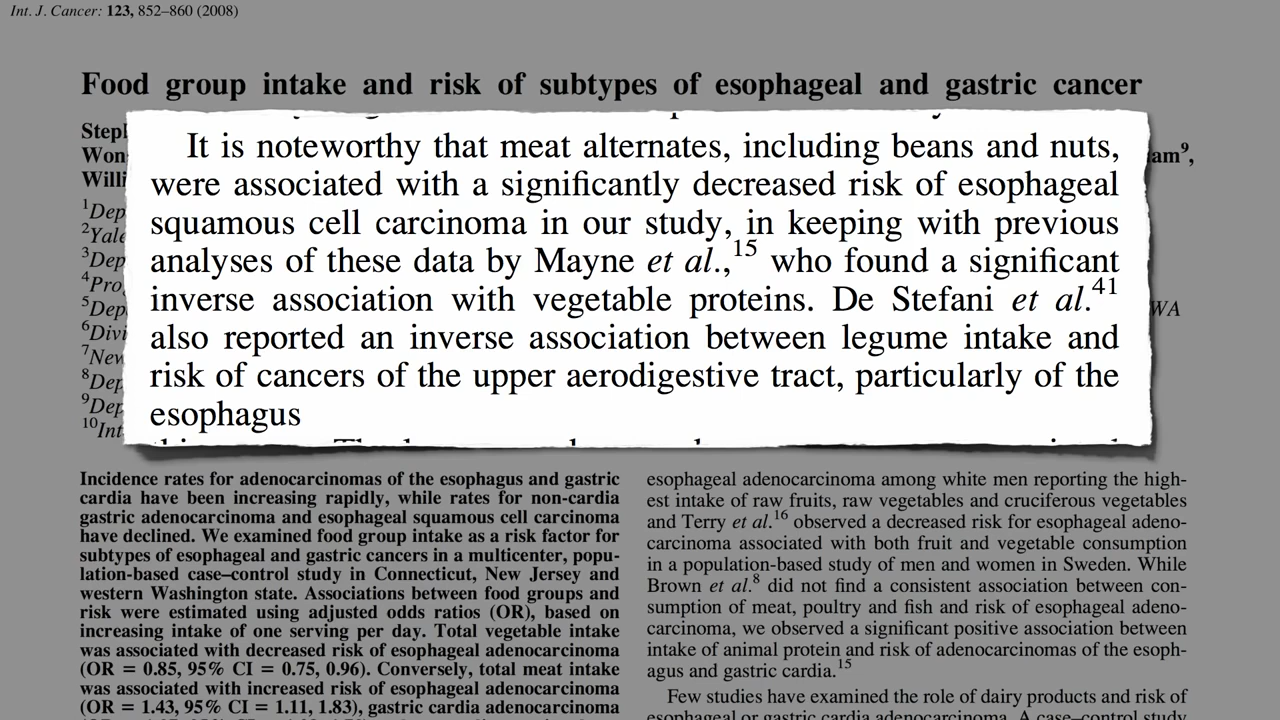 Int. J. Cancer: 123, 852–860 (2008)
Food group intake and risk of subtypes of esophageal and gastric cancer
It is noteworthy that meat alternates, including beans and nuts,
were associated with a significantly decreased risk of esophageal
squamous cell carcinoma in our study, in keeping with previous
analyses of these data by Mayne et al.,15 who found a significant
inverse association with vegetable proteins. De Stefani et al.41
also reported an inverse association between legume intake and
risk of cancers of the upper aerodigestive tract, particularly of the
esophagus
Incidence rates for adenocarcinomas of the esophagus and gastric
cardia have been increasing rapidly, while rates for non-cardia
gastric adenocarcinoma and esophageal squamous cell carcinoma
have declined. We examined food group intake as a risk factor for
subtypes of esophageal and gastric cancers in a multicenter, popu-
lation-based case–control study in Connecticut, New Jersey and
western Washington state. Associations between food groups and
risk were estimated using adjusted odds ratios (OR), based on
increasing intake of one serving per day. Total vegetable intake
was associated with decreased risk of esophageal adenocarcinoma
(OR = 0.85, 95% CI = 0.75, 0.96). Conversely, total meat intake
was associated with increased risk of esophageal adenocarcinoma
(OR = 1.43, 95% CI = 1.11, 1.83), gastric cardia adenocarcinoma
esophageal adenocarcinoma among white men reporting the high-
est intake of raw fruits, raw vegetables and cruciferous vegetables
and Terry et al.16 observed a decreased risk for esophageal adeno-
carcinoma associated with both fruit and vegetable consumption
in a population-based study of men and women in Sweden. While
Brown et al.8 did not find a consistent association between con-
sumption of meat, poultry and fish and risk of esophageal adeno-
carcinoma, we observed a significant positive association between
intake of animal protein and risk of adenocarcinomas of the esoph-
agus and gastric cardia.15
Few studies have examined the role of dairy products and risk of
esophageal or gastric cardia adenocarcinoma. A case–control study